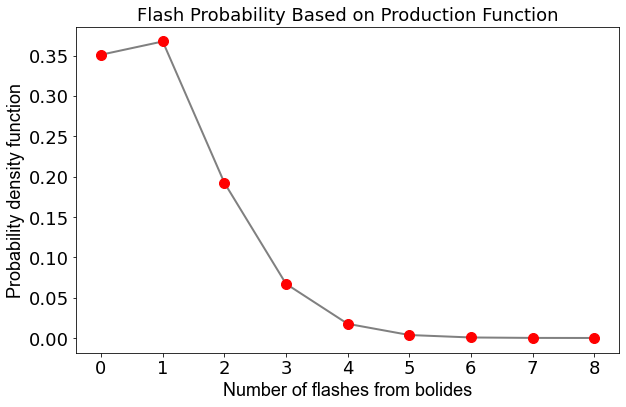 Flash Probability Based on Production Function
Probability density function
0.35
0.30
0.25
0.20
0.15
0.10
0.05
0.00
0 1 2 3 4 5 6 7 8
Number of flashes from bolides